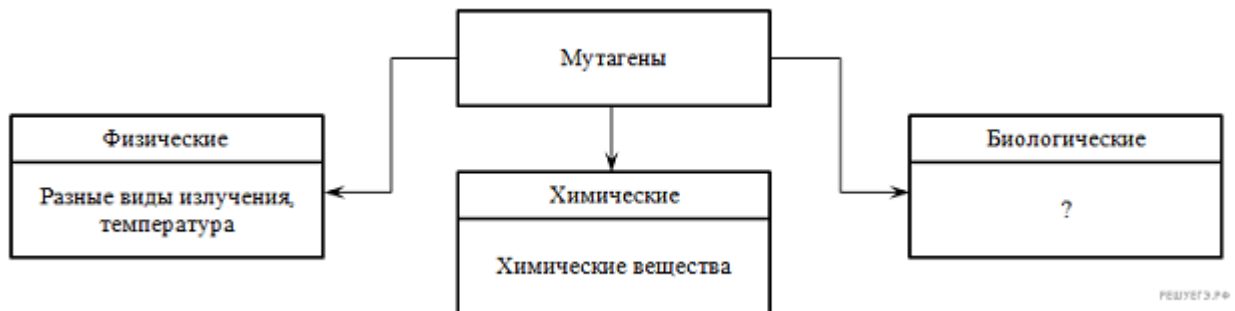 Мутагены
Физические
Разные виды излучения,
температура
Химические
Химические вещества
Биологические
?
РЕШУЕГЭ.РФ